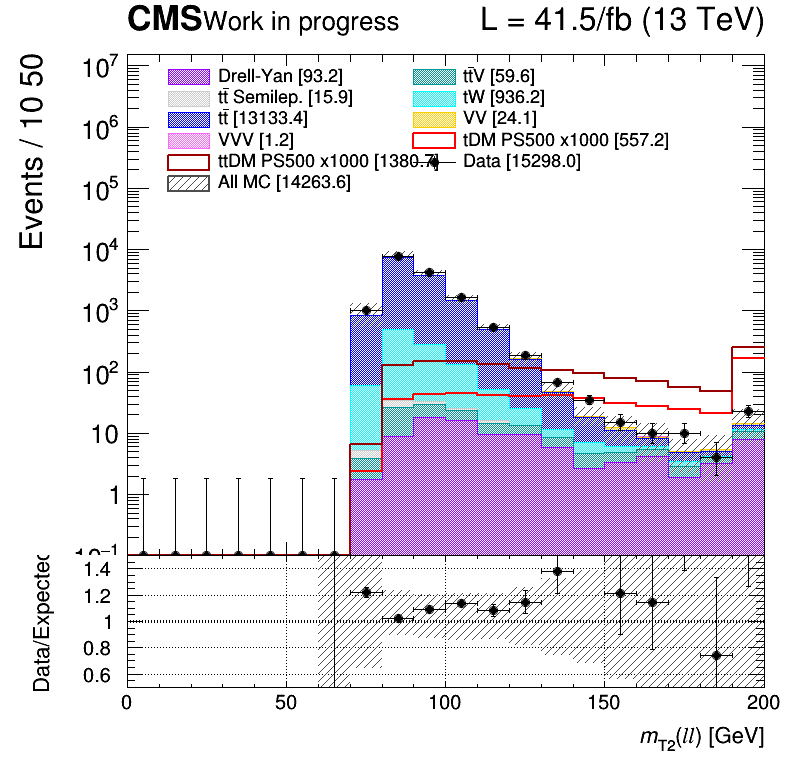 CMS Work in progress L = 41.5/fb (13 TeV)
Events / 10 50
10⁷
10⁶
10⁵
10⁴
10³
10²
10
1
10⁻¹
Drell-Yan [93.2] tt̄V [59.6]
tt̄ Semilep. [15.9] tW [936.2]
tt̄ [13133.4] VV [24.1]
VVV [1.2] tDM PS500 x1000 [557.2]
ttDM PS500 x1000 [1380.7] Data [15298.0]
All MC [14263.6]
Data/Expected
1.4
1.2
1
0.8
0.6
0 50 100 150 200
m_T2(ll) [GeV]